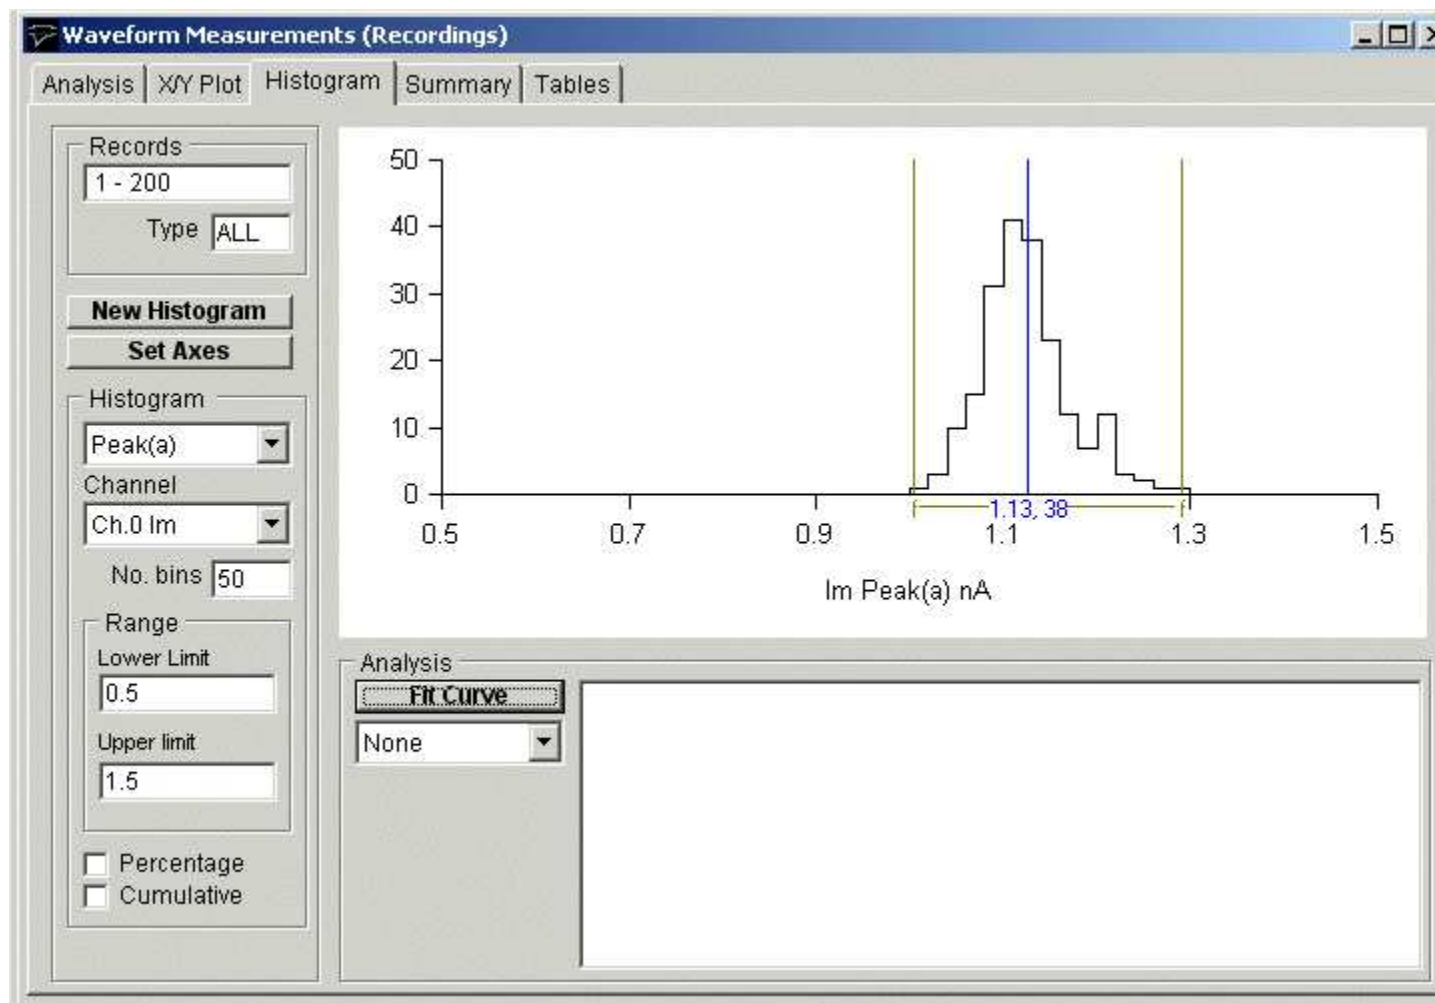 Waveform Measurements (Recordings)
Analysis X/Y Plot Histogram Summary Tables
Records
1 - 200
Type ALL
New Histogram
Set Axes
Histogram
Peak(a)
Channel
Ch.0 Im
No. bins 50
Range
Lower Limit
0.5
Upper limit
1.5
Percentage
Cumulative
50
40
30
20
10
0
1.13, 38
0.5 0.7 0.9 1.1 1.3 1.5
Im Peak(a) nA
Analysis
Fit Curve
None